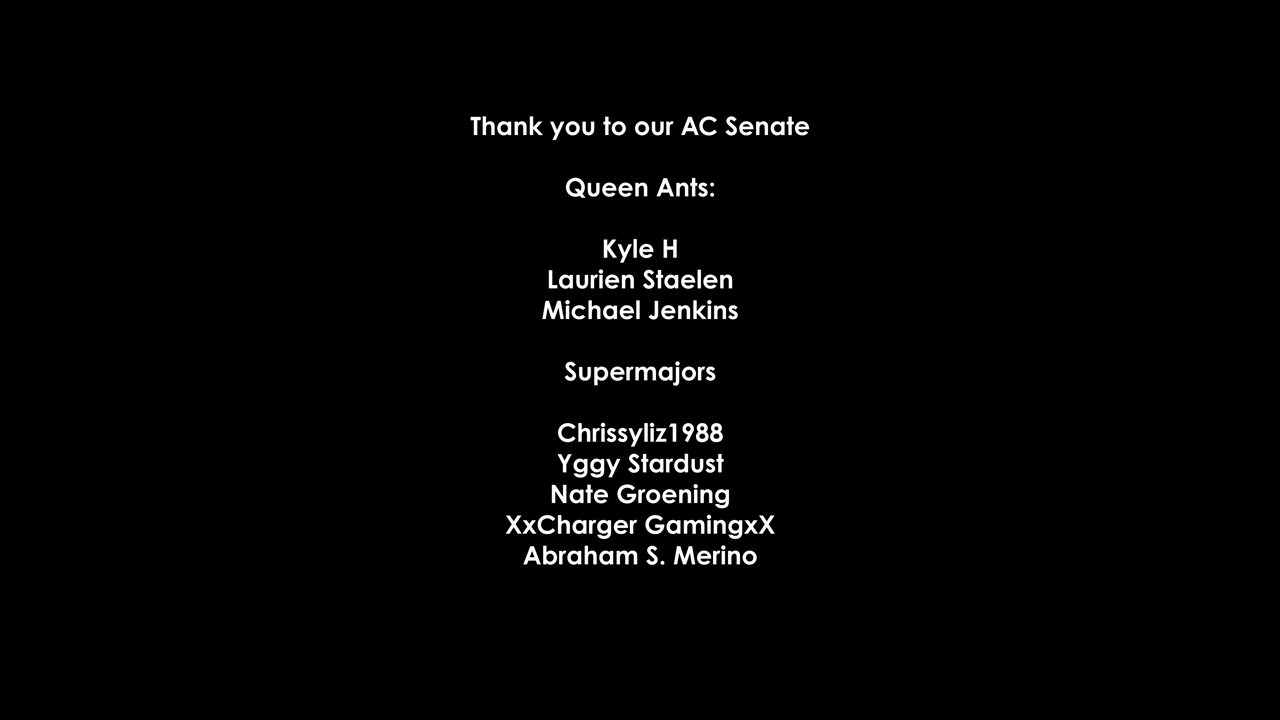 Thank you to our AC Senate
Queen Ants:
Kyle H
Laurien Staelen
Michael Jenkins
Supermajors
Chrissyliz1988
Yggy Stardust
Nate Groening
XxCharger GamingxX
Abraham S. Merino